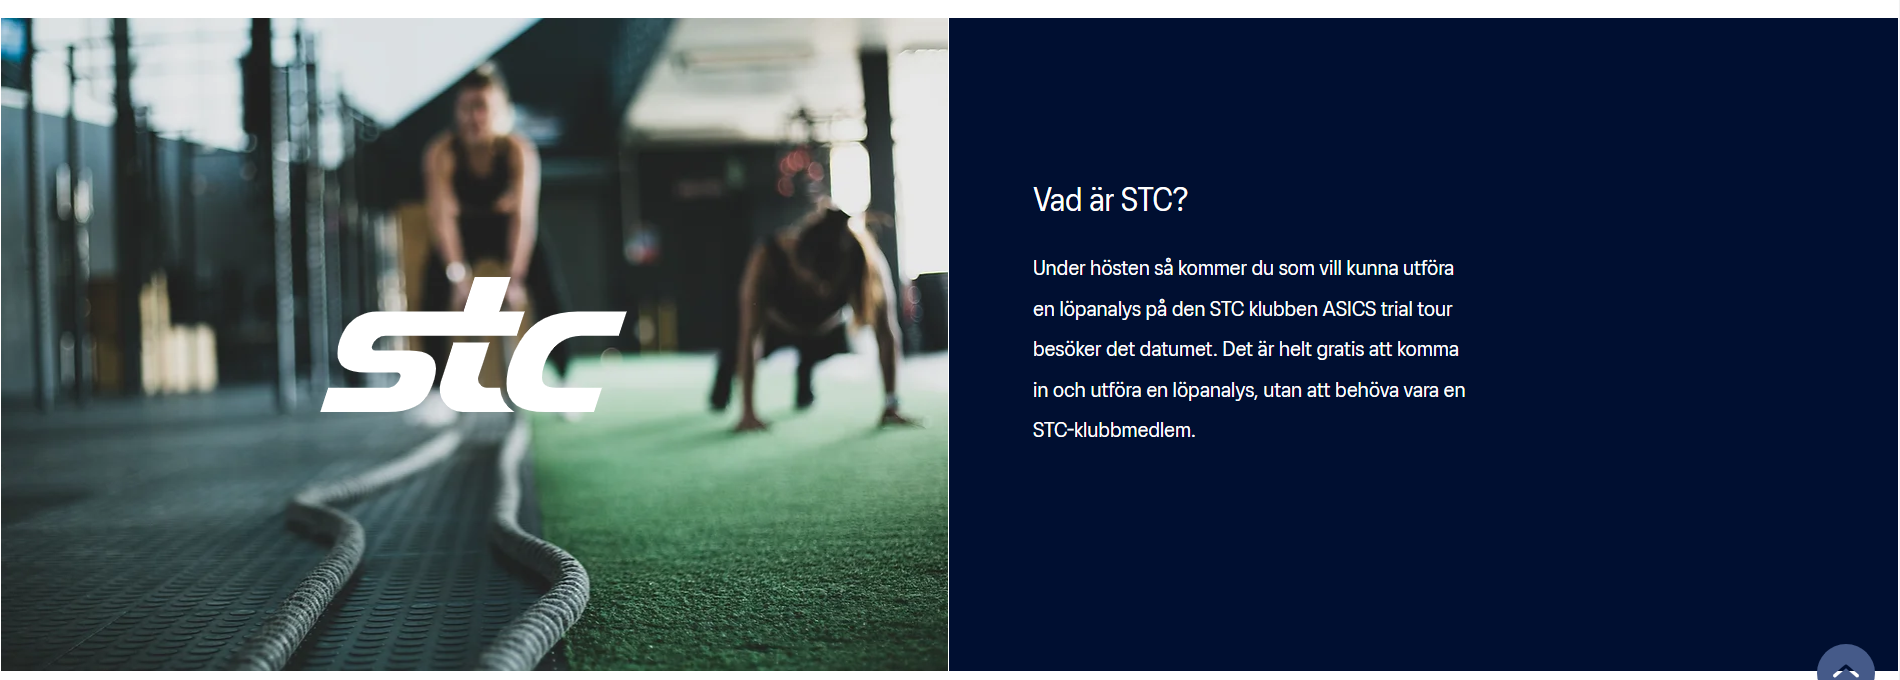 stc
Vad är STC?
Under hösten så kommer du som vill kunna utföra
en löpanalys på den STC klubben ASICS trial tour
besöker det datumet. Det är helt gratis att komma
in och utföra en löpanalys, utan att behöva vara en
STC-klubbmedlem.